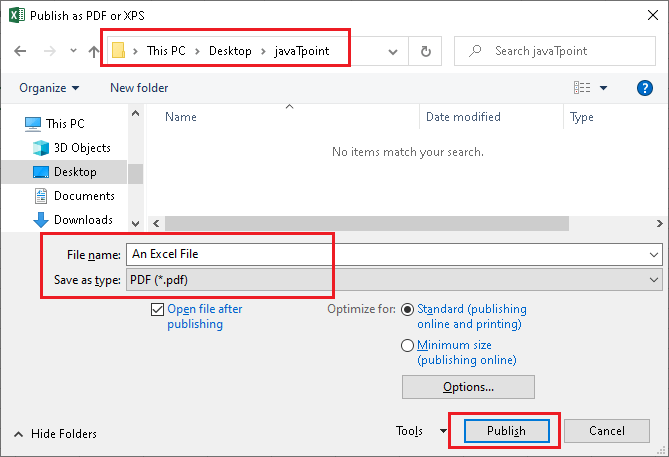 Publish as PDF or XPS
This PC > Desktop > javaTpoint
Search javaTpoint
Organize New folder
?
This PC
3D Objects
Desktop
Documents
Downloads
Name Date modified Type
No items match your search.
File name: An Excel File
Save as type: PDF (*.pdf)
Open file after
publishing
Optimize for: Standard (publishing
online and printing)
Minimum size
(publishing online)
Options...
Hide Folders Tools Publish Cancel